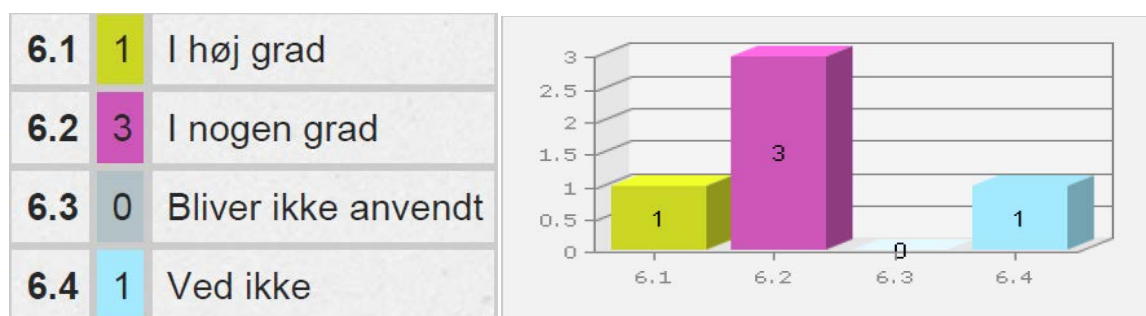 6.1 1 I høj grad
6.2 3 I nogen grad
6.3 0 Bliver ikke anvendt
6.4 1 Ved ikke
3
2.5
2
1.5
1
0.5
0
1
3
0
1
6.1 6.2 6.3 6.4